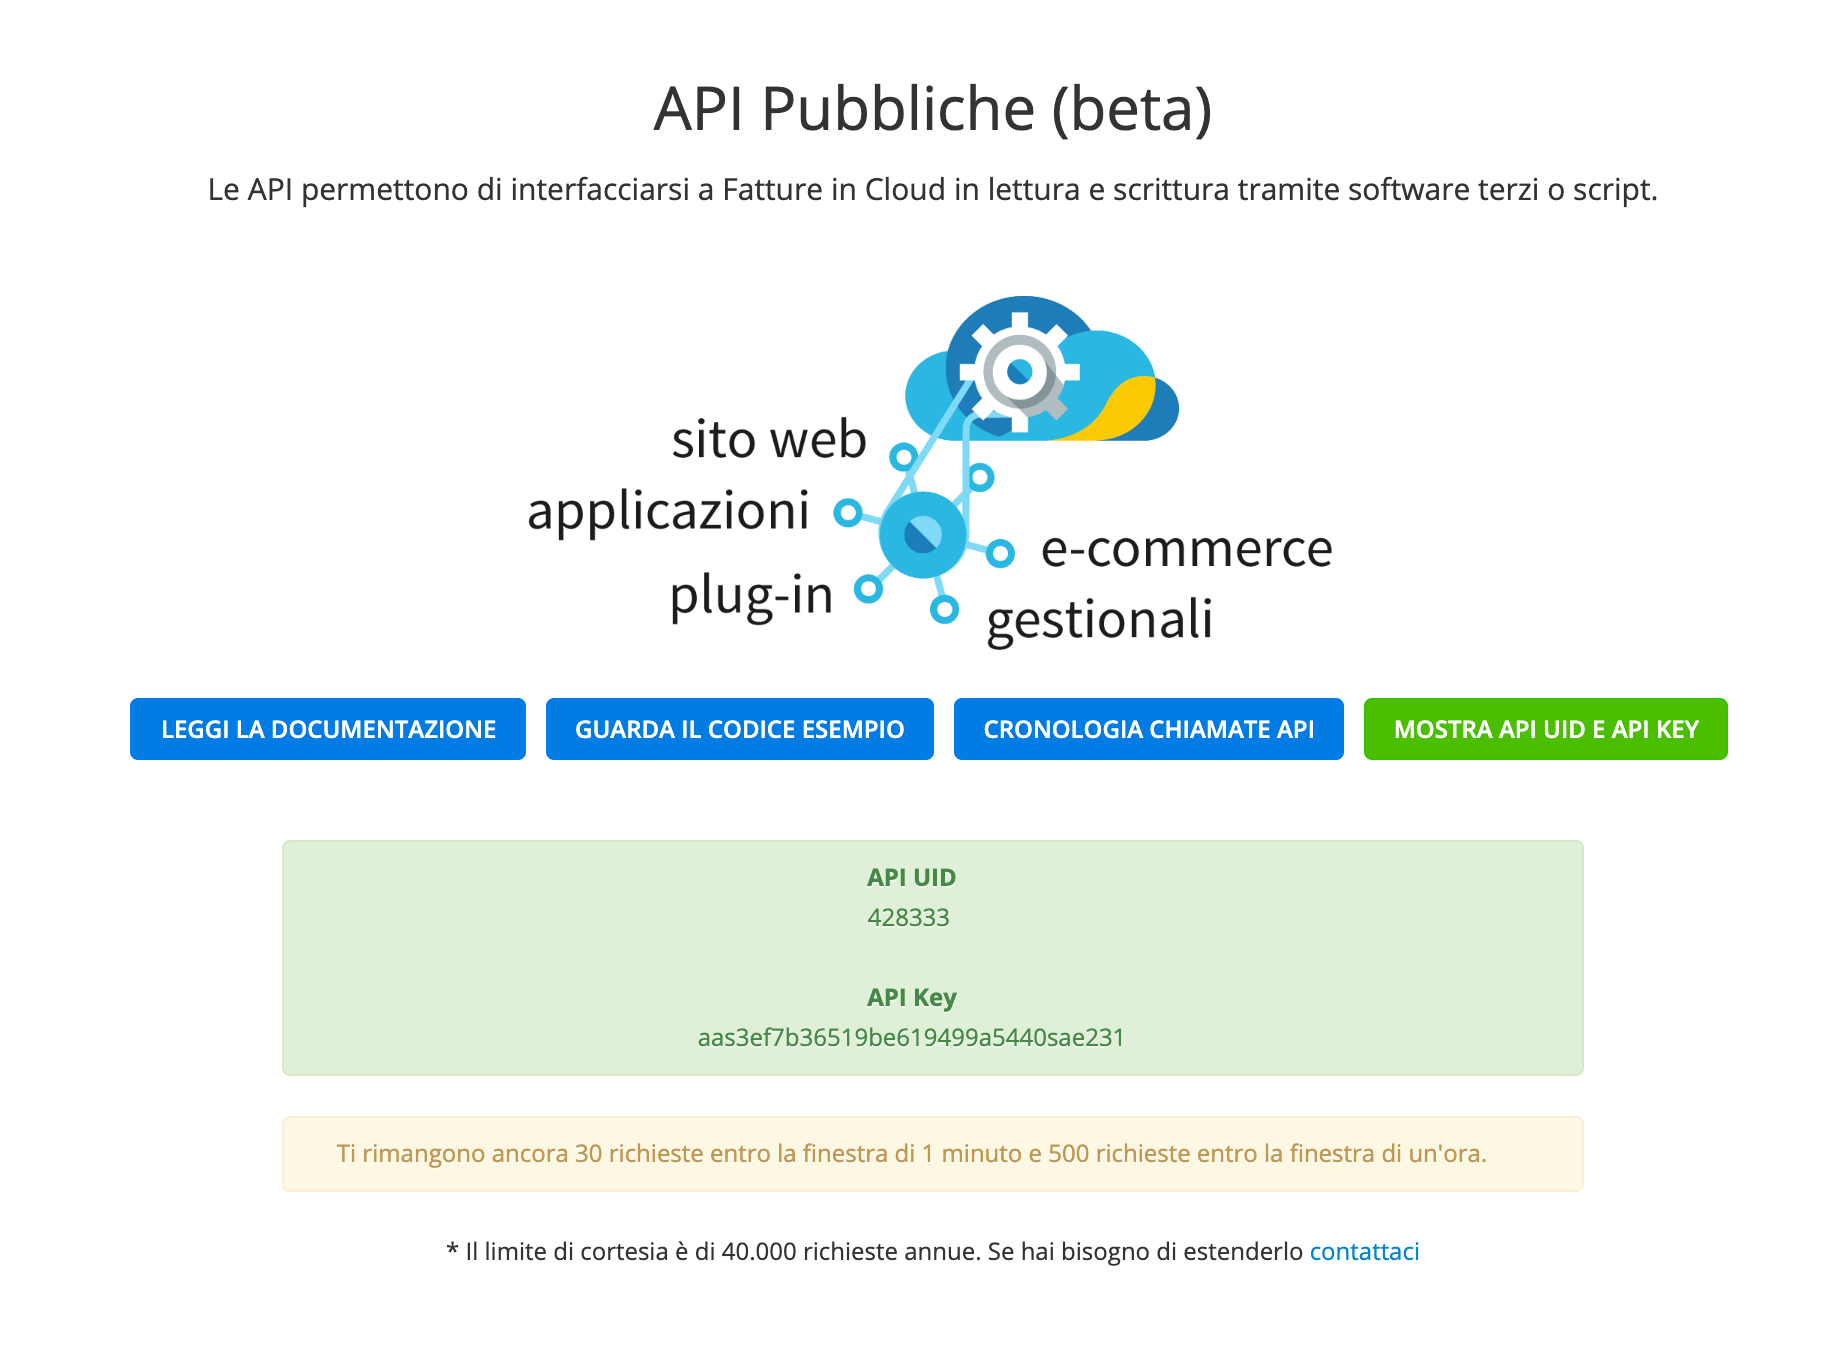 API Pubbliche (beta)
Le API permettono di interfacciarsi a Fatture in Cloud in lettura e scrittura tramite software terzi o script.
sito web
applicazioni
plug-in
e-commerce
gestionali
LEGGI LA DOCUMENTAZIONE
GUARDA IL CODICE ESEMPIO
CRONOLOGIA CHIAMATE API
MOSTRA API UID E API KEY
API UID
428333
API Key
aas3ef7b36519be619499a5440sae231
Ti rimangono ancora 30 richieste entro la finestra di 1 minuto e 500 richieste entro la finestra di un'ora.
* Il limite di cortesia è di 40.000 richieste annue. Se hai bisogno di estenderlo contattaci